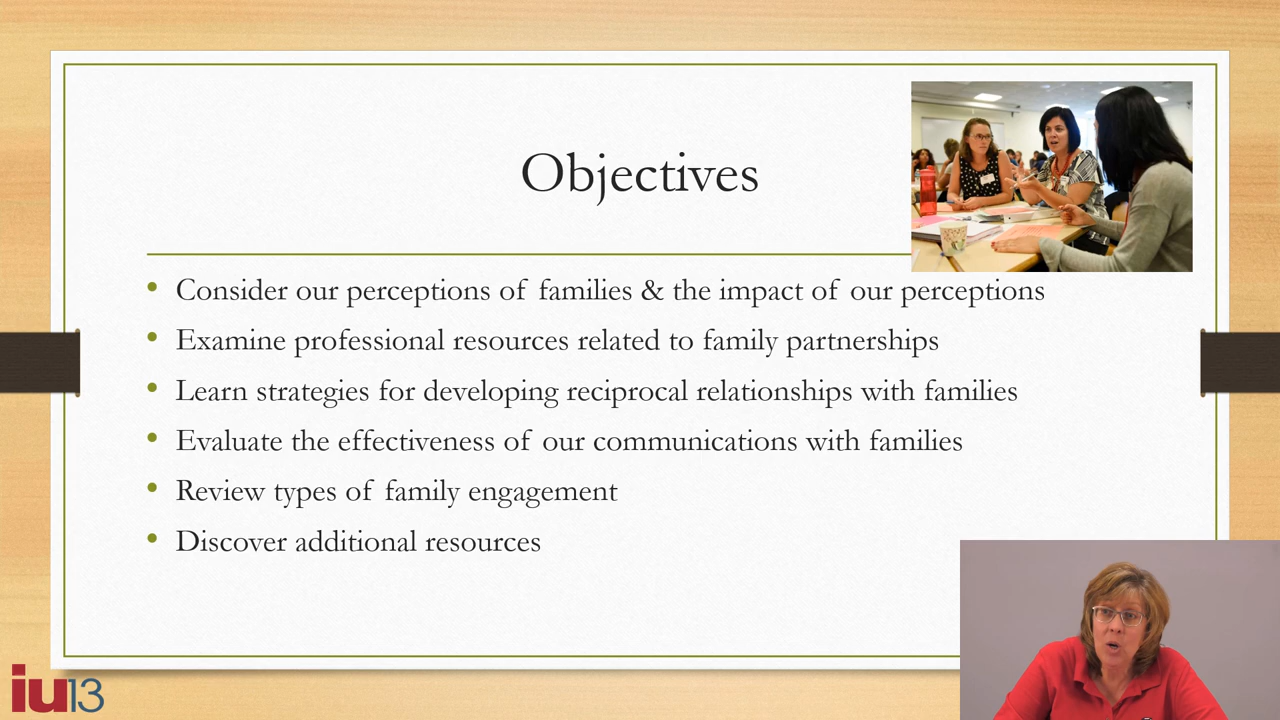 Objectives
Consider our perceptions of families & the impact of our perceptions
Examine professional resources related to family partnerships
Learn strategies for developing reciprocal relationships with families
Evaluate the effectiveness of our communications with families
Review types of family engagement
Discover additional resources
iu13